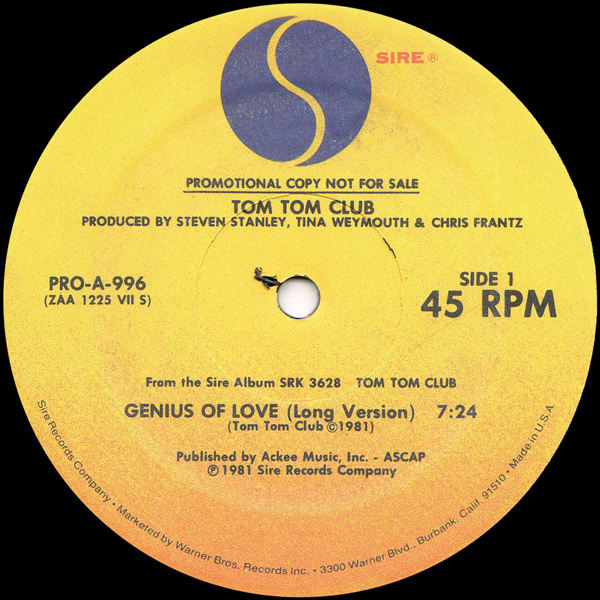 SIRE ®
PROMOTIONAL COPY NOT FOR SALE
TOM TOM CLUB
PRODUCED BY STEVEN STANLEY, TINA WEYMOUTH & CHRIS FRANTZ
PRO-A-996
(ZAA 1225 VII S)
SIDE 1
45 RPM
From the Sire Album SRK 3628 TOM TOM CLUB
GENIUS OF LOVE (Long Version) 7:24
(Tom Tom Club ©1981)
Published by Ackee Music, Inc. - ASCAP
℗ 1981 Sire Records Company
Sire Records Company • Marketed by Warner Bros. Records Inc. • 3300 Warner Blvd., Burbank, Calif. 91510 • Made in U.S.A.